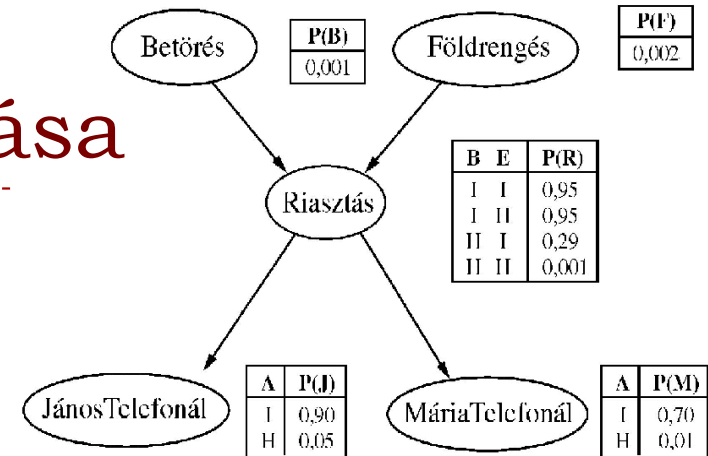 Betörés
P(B)
0,001
Földrengés
P(F)
0,002
ása
-
Riasztás
B E P(R)
I I 0,95
I H 0,95
H I 0,29
H H 0,001
JánosTelefonál
A P(J)
I 0,90
H 0,05
MáriaTelefonál
A P(M)
I 0,70
H 0,01